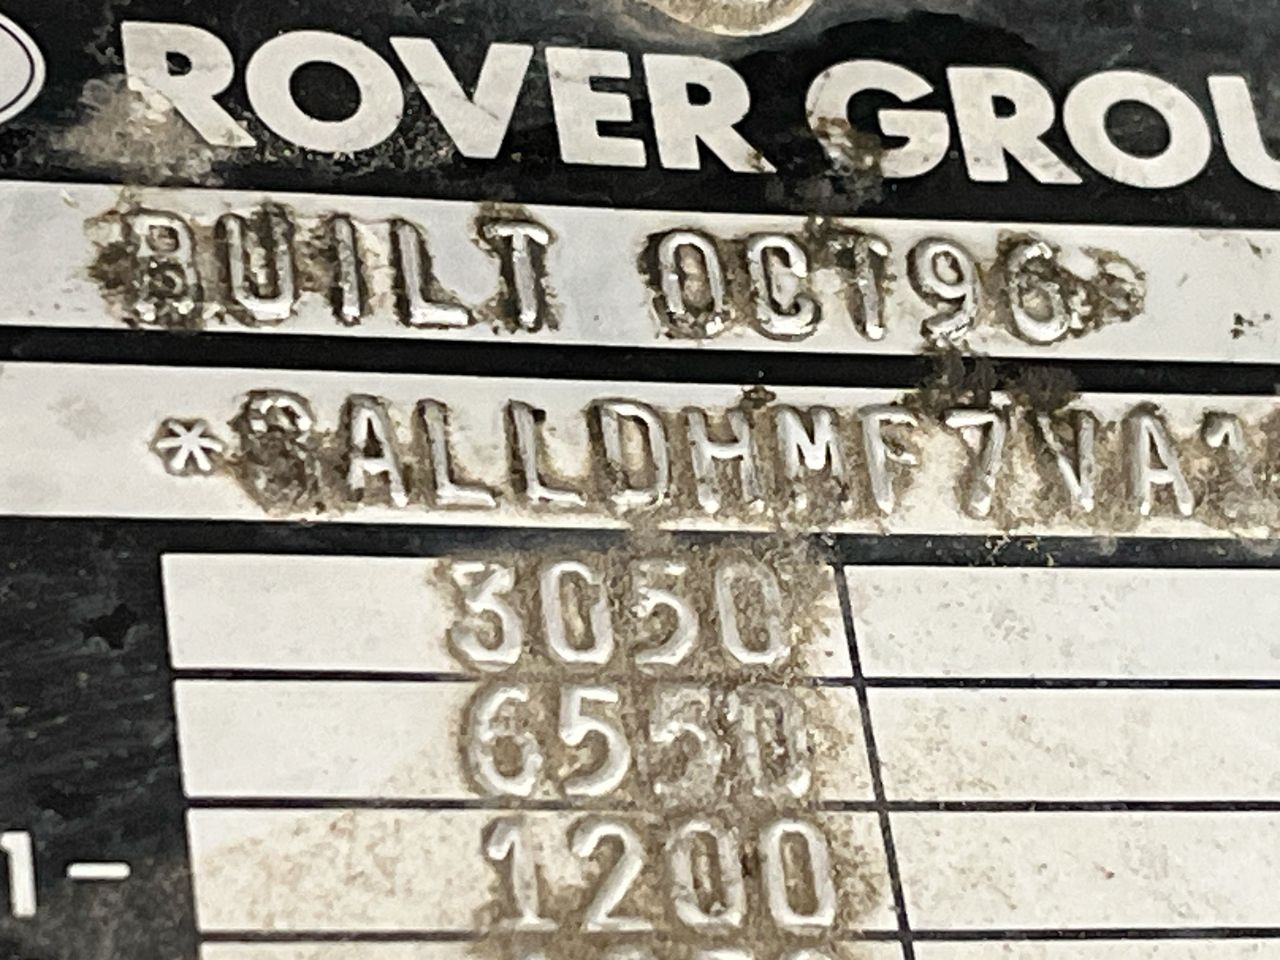 ROVER GROU
BUILT OCT96
*SALLDHMF7VA
3050
6550
1 - 1200